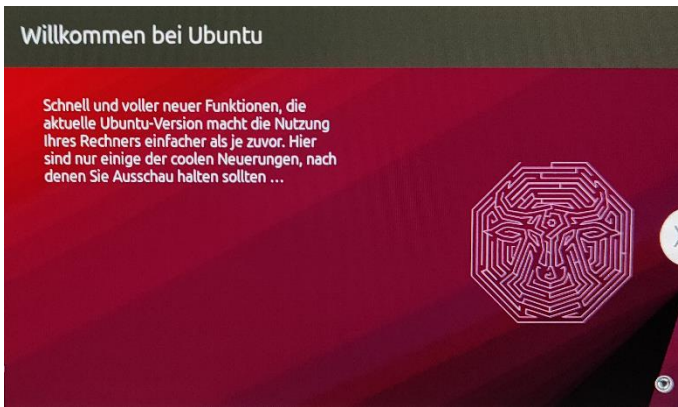 Willkommen bei Ubuntu
Schnell und voller neuer Funktionen, die
aktuelle Ubuntu-Version macht die Nutzung
Ihres Rechners einfacher als je zuvor. Hier
sind nur einige der coolen Neuerungen, nach
denen Sie Ausschau halten sollten …